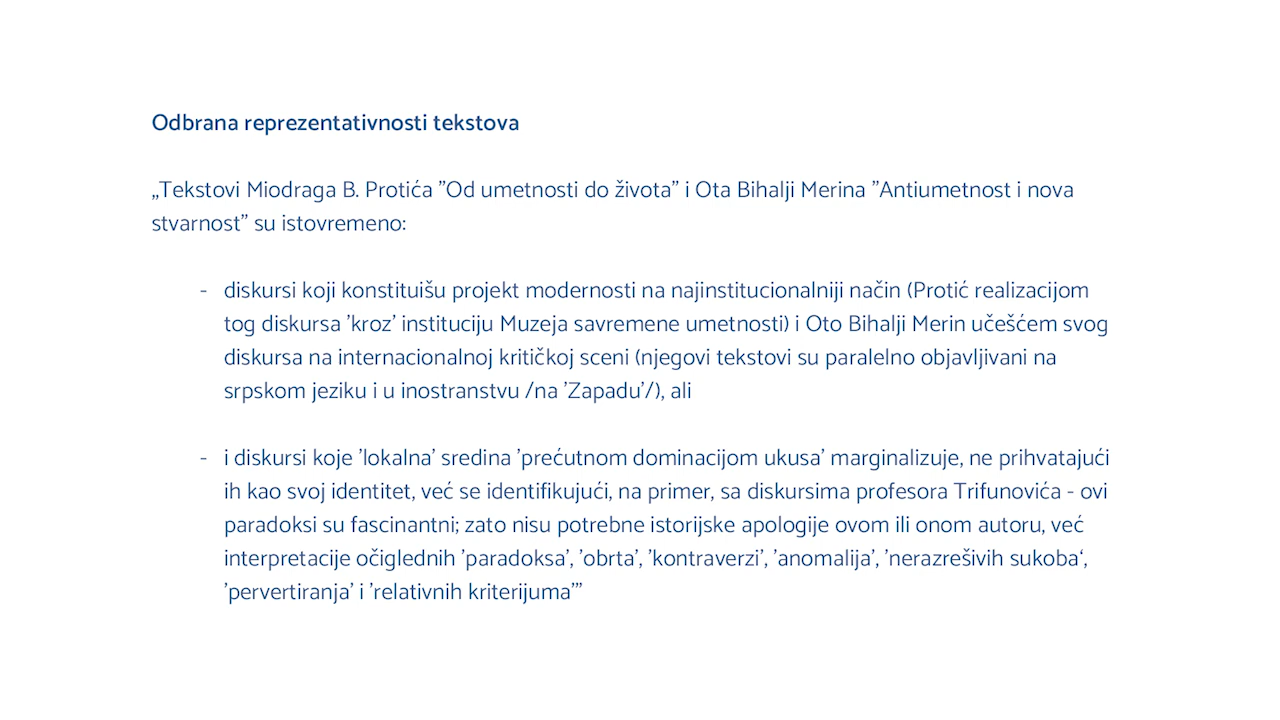 Odbrana reprezentativnosti tekstova
„Tekstovi Miodraga B. Protića ”Od umetnosti do života” i Ota Bihalji Merina ”Antiumetnost i nova
stvarnost” su istovremeno:
- diskursi koji konstituišu projekt modernosti na najinstitucionalniji način (Protić realizacijom
tog diskursa ’kroz’ instituciju Muzeja savremene umetnosti) i Oto Bihalji Merin učešćem svog
diskursa na internacionalnoj kritičkoj sceni (njegovi tekstovi su paralelno objavljivani na
srpskom jeziku i u inostranstvu /na ’Zapadu’/), ali
- i diskursi koje ’lokalna’ sredina ’prećutnom dominacijom ukusa’ marginalizuje, ne prihvatajući
ih kao svoj identitet, već se identifikujući, na primer, sa diskursima profesora Trifunovića - ovi
paradoksi su fascinantni; zato nisu potrebne istorijske apologije ovom ili onom autoru, već
interpretacije očiglednih ’paradoksa’, ’obrta’, ’kontraverzi’, ’anomalija’, ’nerazrešivih sukoba‘,
’pervertiranja’ i ’relativnih kriterijuma’”